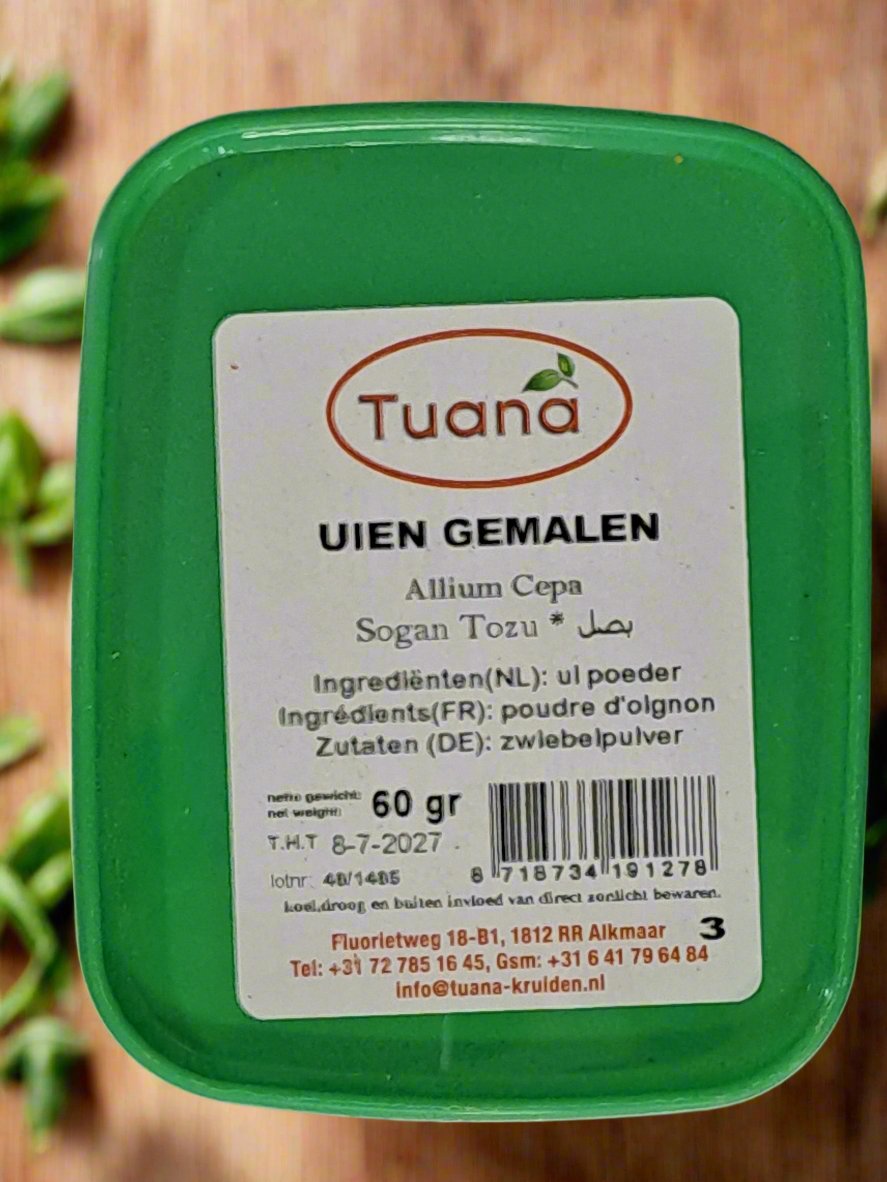 Tuana
UIEN GEMALEN
Allium Cepa
Sogan Tozu * بصل
Ingrediënten(NL): ui poeder
Ingrédients(FR): poudre d'oignon
Zutaten (DE): zwiebelpulver
netto gewicht: 60 gr
net weight:
T.H.T 8-7-2027
lotnr: 48/1485
8 718734 191278
koel,droog en buiten invloed van direct zonlicht bewaren.
3
Fluorietweg 18-B1, 1812 RR Alkmaar
Tel: +31 72 785 16 45, Gsm: +31 6 41 79 64 84
info@tuana-kruiden.nl